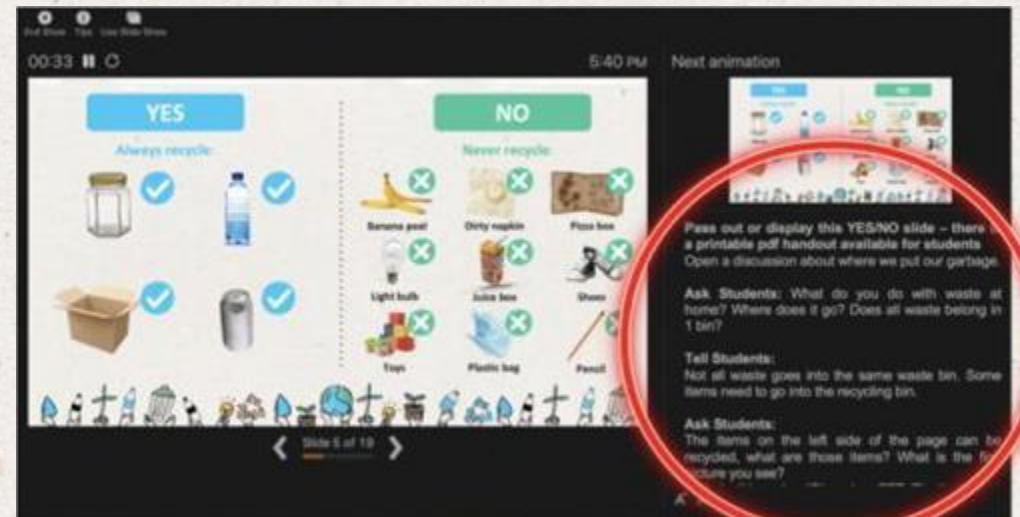 End Show Tips Use Slide Show
00:33
5:40 PM
Next animation
YES
NO
Always recycle:
Never recycle:
Banana peel
Dirty napkin
Pizza box
Light bulb
Juice box
Shoes
Toys
Plastic bag
Pencil
Slide 5 of 19
YES
NO
Pass out or display this YES/NO slide – there
a printable pdf handout available for students
Open a discussion about where we put our garbage.
Ask Students: What do you do with waste at
home? Where does it go? Does all waste belong in
1 bin?
Tell Students:
Not all waste goes into the same waste bin. Some
items need to go into the recycling bin.
Ask Students:
The items on the left side of the page can be
recycled, what are those items? What is the
picture you see?